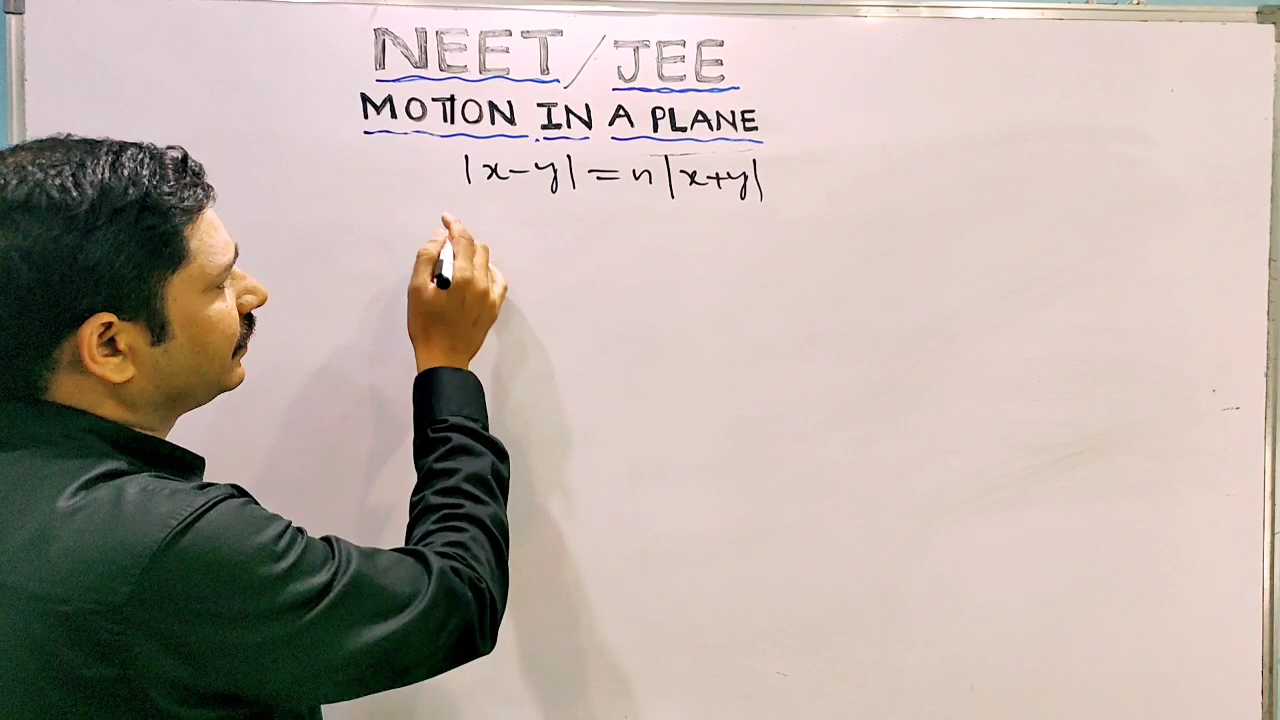 NEET/JEE
MOTION IN A PLANE
|x-y| = n|x+y|